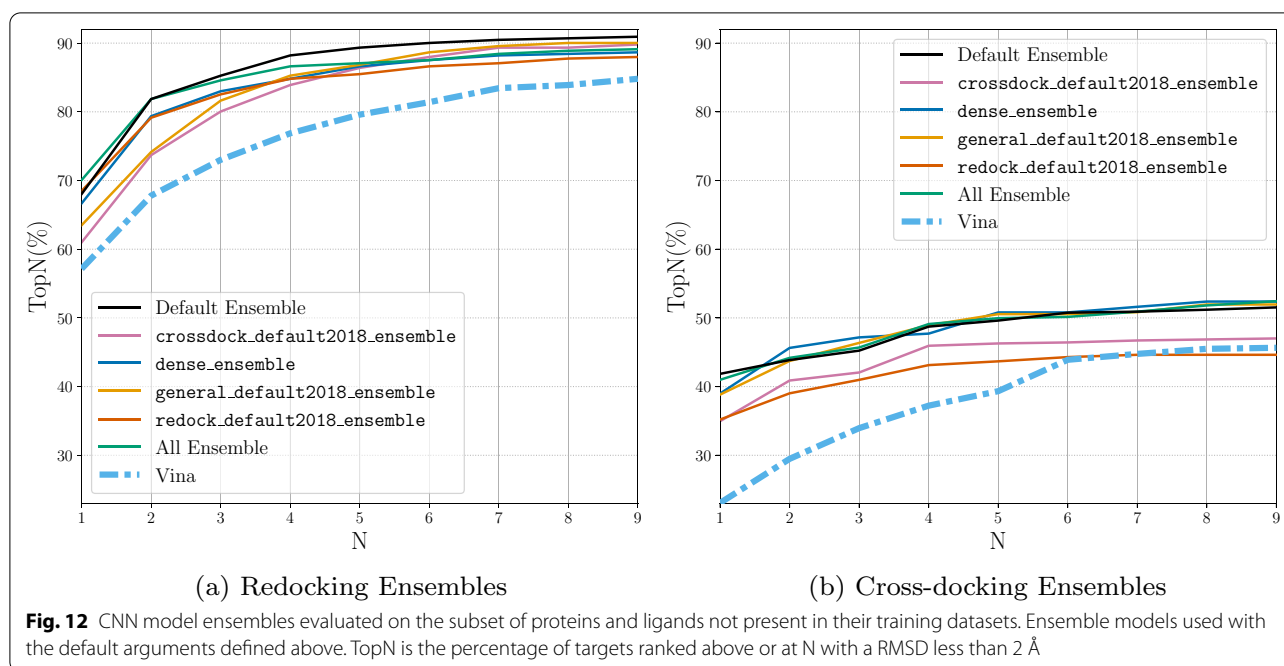 90
80
70
60
50
40
30
TopN(%)
Default Ensemble
crossdock_default2018_ensemble
dense_ensemble
general_default2018_ensemble
redock_default2018_ensemble
All Ensemble
Vina
1 2 3 4 5 6 7 8 9
N
(a) Redocking Ensembles
90
80
70
60
50
40
30
TopN(%)
Default Ensemble
crossdock_default2018_ensemble
dense_ensemble
general_default2018_ensemble
redock_default2018_ensemble
All Ensemble
Vina
1 2 3 4 5 6 7 8 9
N
(b) Cross-docking Ensembles
Fig. 12 CNN model ensembles evaluated on the subset of proteins and ligands not present in their training datasets. Ensemble models used with
the default arguments defined above. TopN is the percentage of targets ranked above or at N with a RMSD less than 2 Å